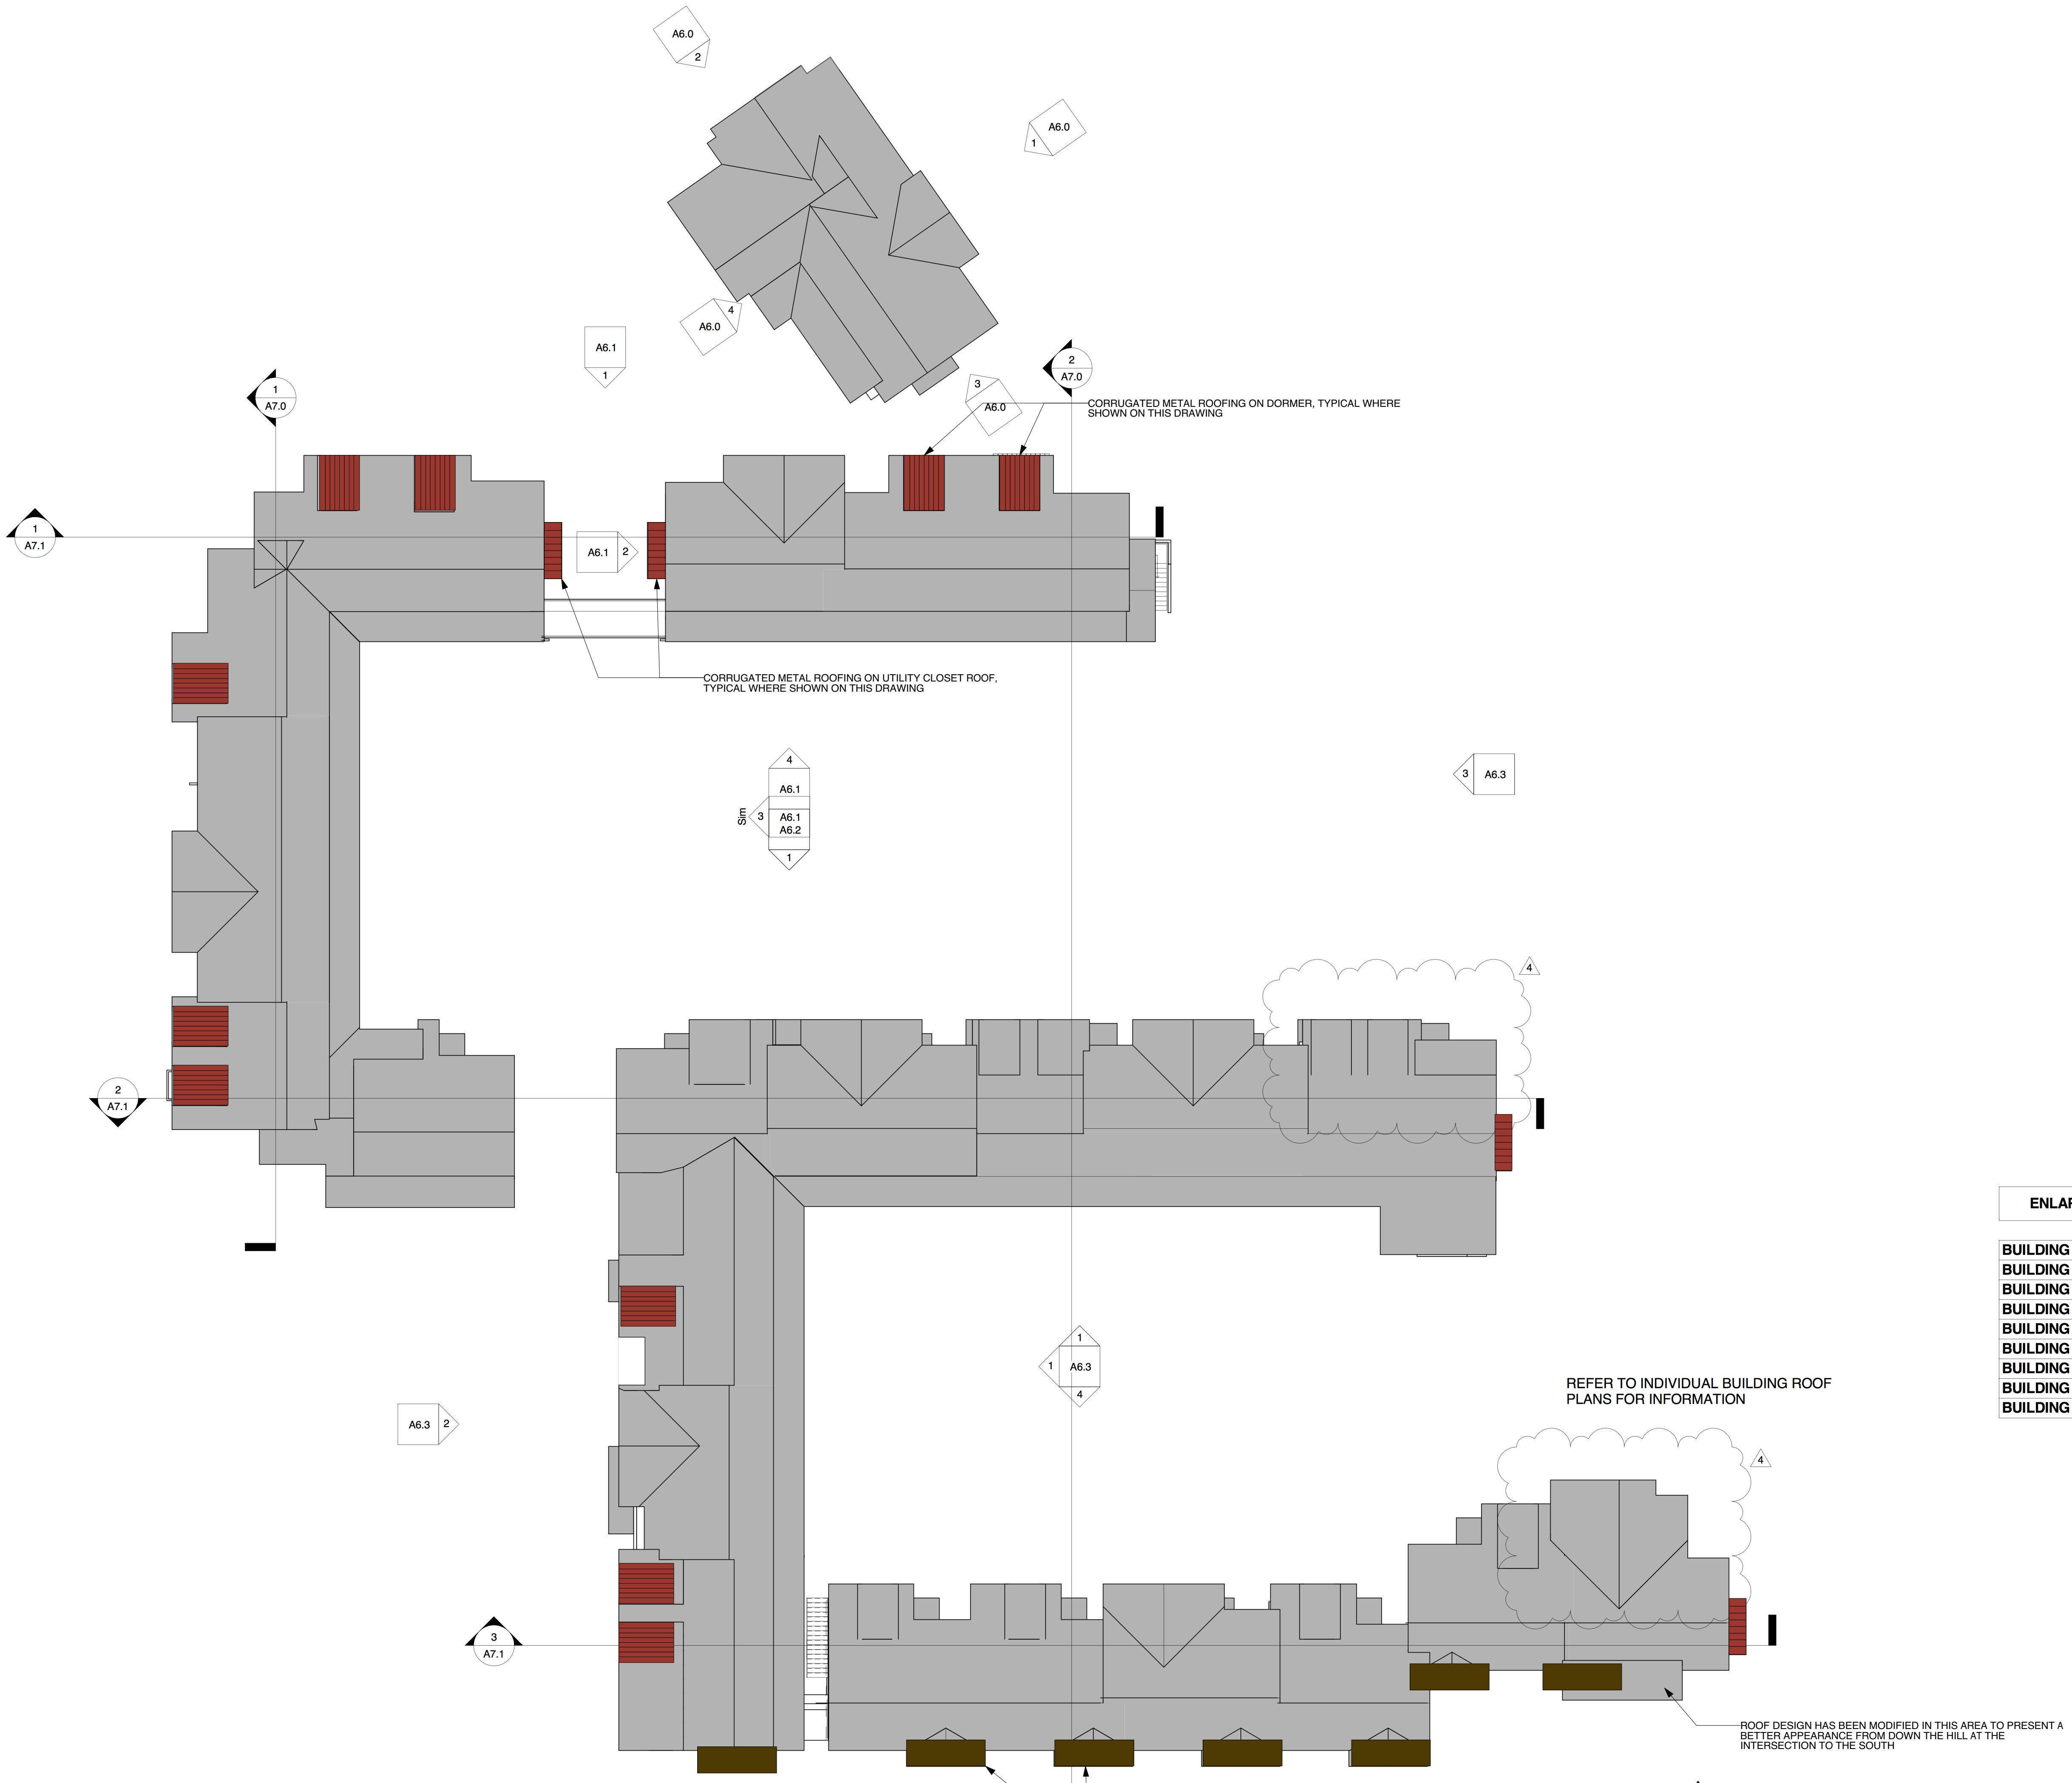 A6.0
2
A6.0
1
A6.0
4
A6.1
1
2
A7.0
1
A7.0
3
A6.0
CORRUGATED METAL ROOFING ON DORMER, TYPICAL WHERE
SHOWN ON THIS DRAWING
1
A7.1
A6.1
2
CORRUGATED METAL ROOFING ON UTILITY CLOSET ROOF,
TYPICAL WHERE SHOWN ON THIS DRAWING
4
A6.1
Sim
3
A6.1
A6.2
1
3
A6.3
4
2
A7.1
ENLAR
BUILDING
BUILDING
BUILDING
BUILDING
BUILDING
BUILDING
BUILDING
BUILDING
BUILDING
1
1
A6.3
4
REFER TO INDIVIDUAL BUILDING ROOF
PLANS FOR INFORMATION
A6.3
2
4
3
A7.1
ROOF DESIGN HAS BEEN MODIFIED IN THIS AREA TO PRESENT A
BETTER APPEARANCE FROM DOWN THE HILL AT THE
INTERSECTION TO THE SOUTH